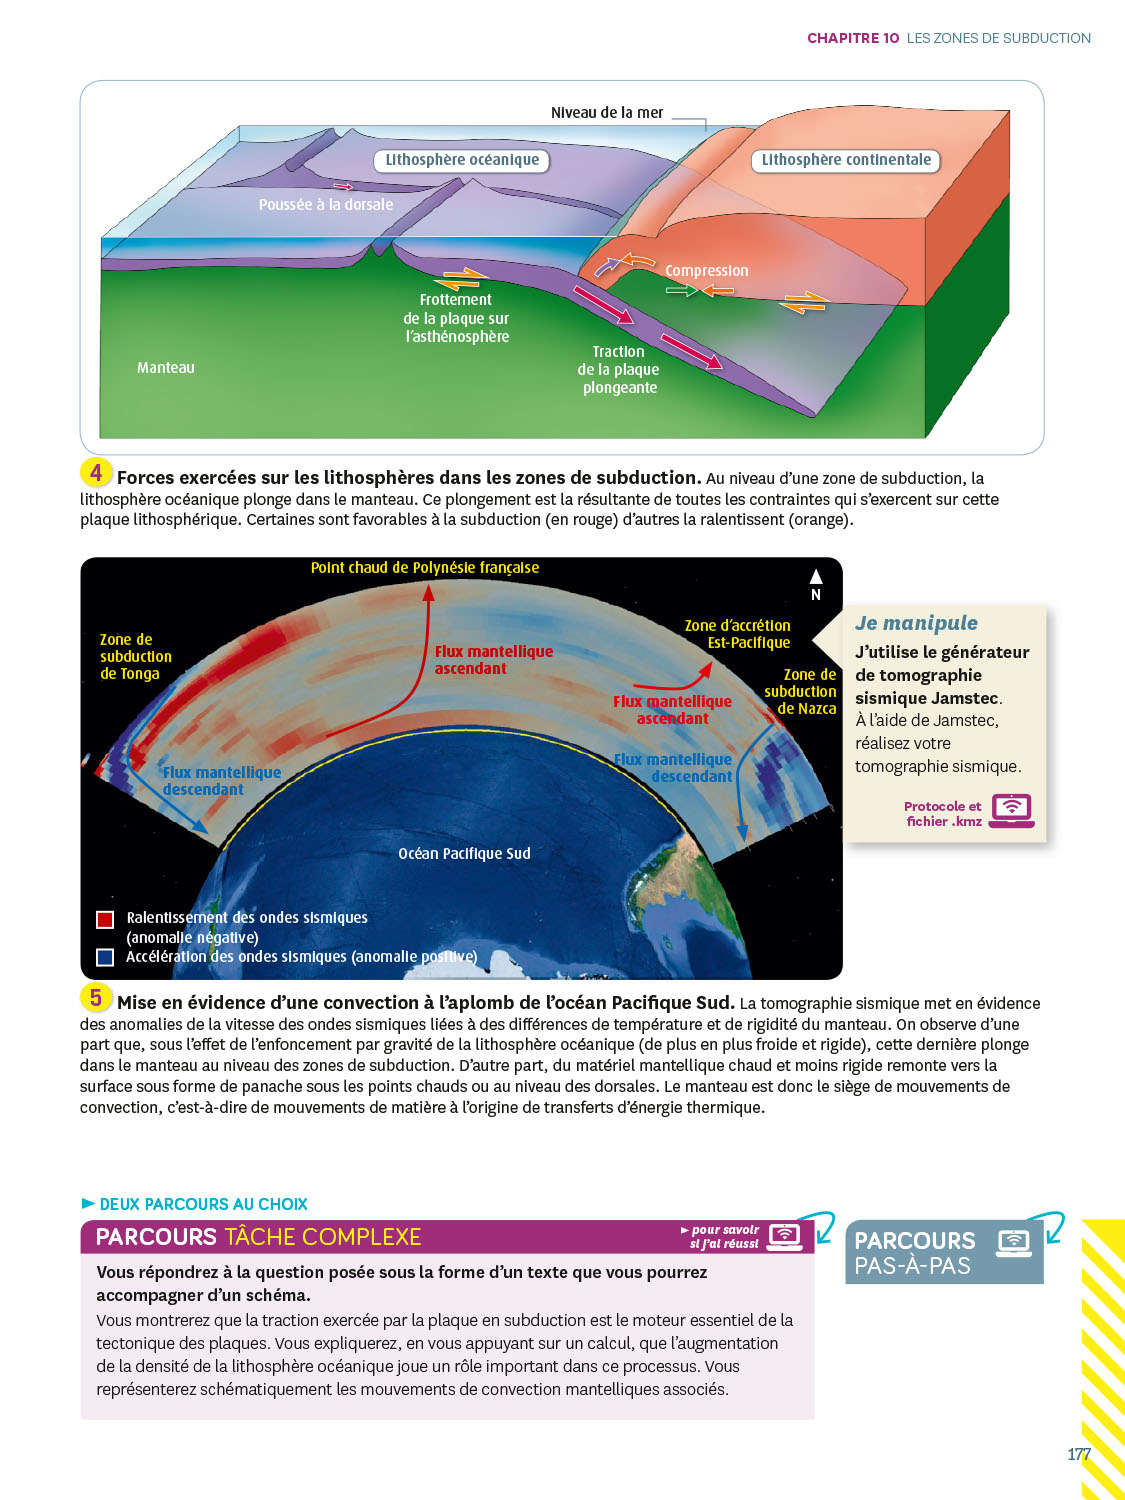 CHAPITRE 10 LES ZONES DE SUBDUCTION
Niveau de la mer
Lithosphère océanique
Lithosphère continentale
Poussée à la dorsale
Compression
Frottement
de la plaque sur
l’asthénosphère
Traction
de la plaque
plongeante
Manteau
4 Forces exercées sur les lithosphères dans les zones de subduction. Au niveau d’une zone de subduction, la
lithosphère océanique plonge dans le manteau. Ce plongement est la résultante de toutes les contraintes qui s’exercent sur cette
plaque lithosphérique. Certaines sont favorables à la subduction (en rouge) d’autres la ralentissent (orange).
Point chaud de Polynésie française
N
Zone de
subduction
de Tonga
Flux mantellique
ascendant
Zone d’accrétion
Est-Pacifique
Zone de
subduction
de Nazca
Flux mantellique
ascendant
Flux mantellique
descendant
Flux mantellique
descendant
Océan Pacifique Sud
Ralentissement des ondes sismiques
(anomalie négative)
Accélération des ondes sismiques (anomalie positive)
Je manipule
J’utilise le générateur
de tomographie
sismique Jamstec.
À l’aide de Jamstec,
réalisez votre
tomographie sismique.
Protocole et
fichier .kmz
5 Mise en évidence d’une convection à l’aplomb de l’océan Pacifique Sud. La tomographie sismique met en évidence
des anomalies de la vitesse des ondes sismiques liées à des différences de température et de rigidité du manteau. On observe d’une
part que, sous l’effet de l’enfoncement par gravité de la lithosphère océanique (de plus en plus froide et rigide), cette dernière plonge
dans le manteau au niveau des zones de subduction. D’autre part, du matériel mantellique chaud et moins rigide remonte vers la
surface sous forme de panache sous les points chauds ou au niveau des dorsales. Le manteau est donc le siège de mouvements de
convection, c’est-à-dire de mouvements de matière à l’origine de transferts d’énergie thermique.
DEUX PARCOURS AU CHOIX
PARCOURS TÂCHE COMPLEXE
pour savoir
si j’ai réussi
Vous répondrez à la question posée sous la forme d’un texte que vous pourrez
accompagner d’un schéma.
Vous montrerez que la traction exercée par la plaque en subduction est le moteur essentiel de la
tectonique des plaques. Vous expliquerez, en vous appuyant sur un calcul, que l’augmentation
de la densité de la lithosphère océanique joue un rôle important dans ce processus. Vous
représenterez schématiquement les mouvements de convection mantelliques associés.
PARCOURS
PAS-À-PAS
177